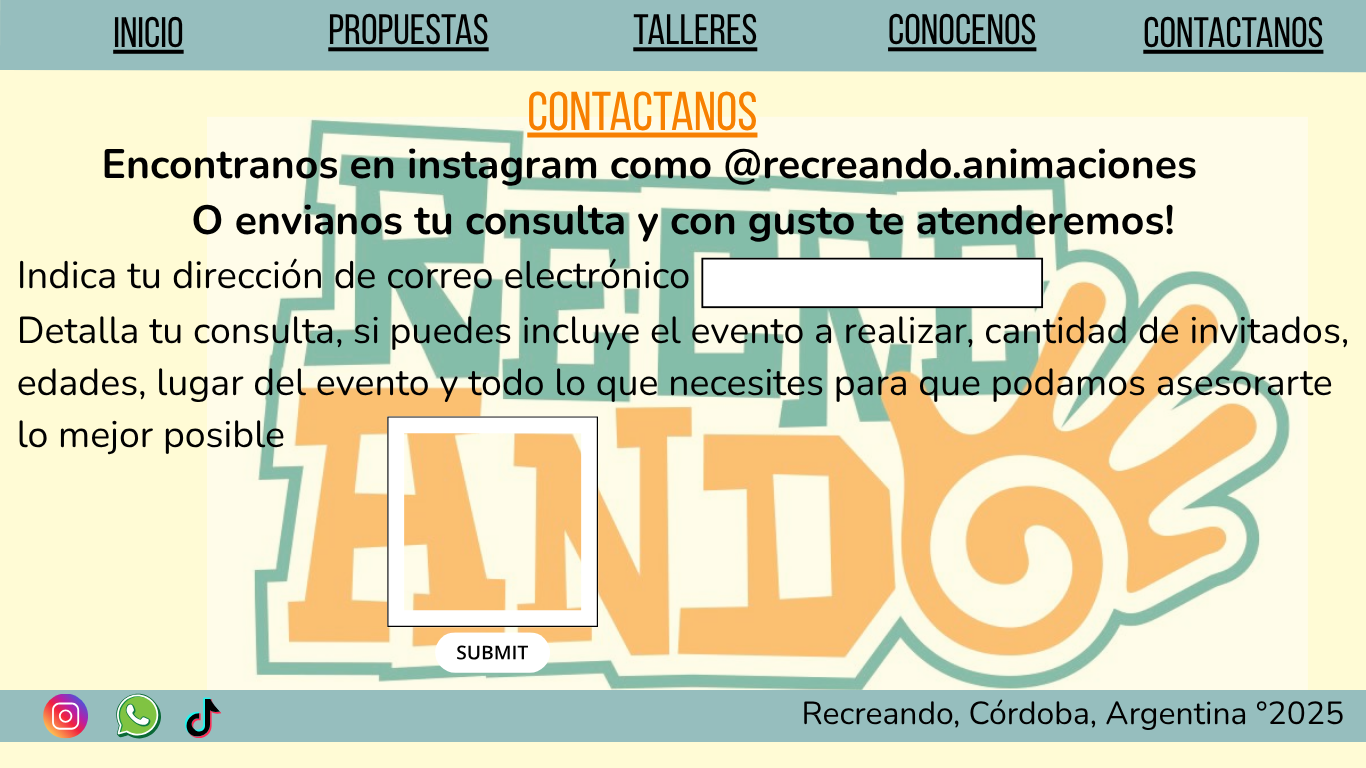 INICIO PROPUESTAS TALLERES CONOCENOS CONTACTANOS
CONTACTANOS
Encontranos en instagram como @recreando.animaciones
O envianos tu consulta y con gusto te atenderemos!
Indica tu dirección de correo electrónico
Detalla tu consulta, si puedes incluye el evento a realizar, cantidad de invitados,
edades, lugar del evento y todo lo que necesites para que podamos asesorarte
lo mejor posible
RECRE
ANDO
SUBMIT
Recreando, Córdoba, Argentina °2025